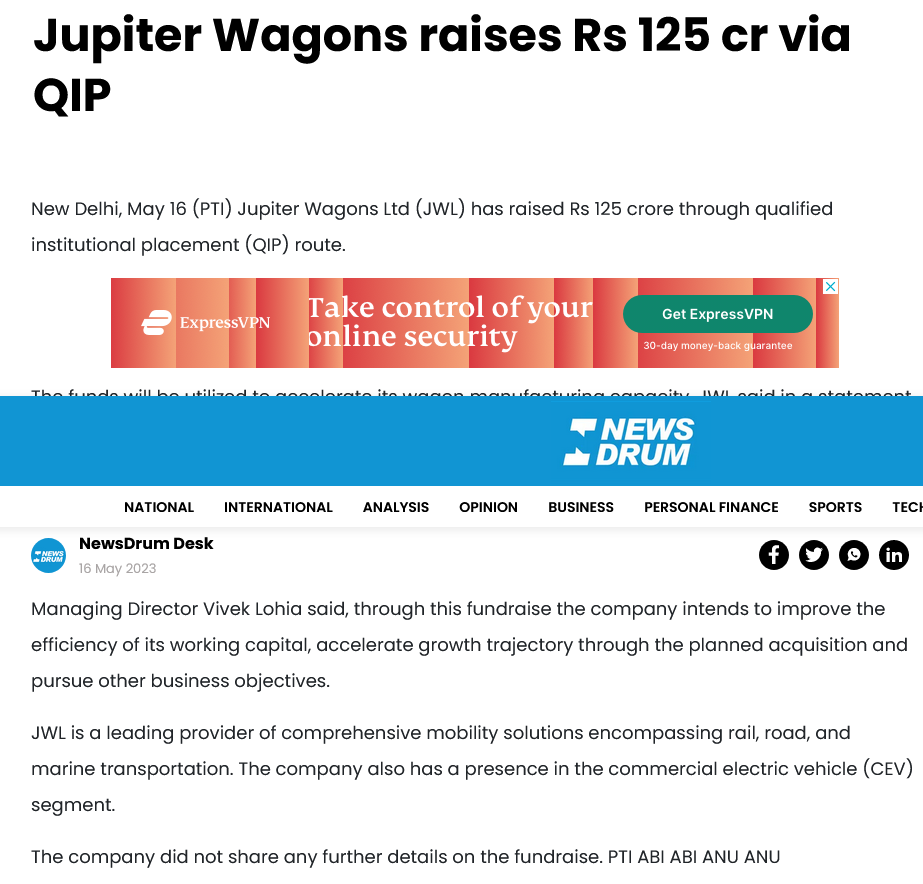 Jupiter Wagons raises Rs 125 cr via
QIP
New Delhi, May 16 (PTI) Jupiter Wagons Ltd (JWL) has raised Rs 125 crore through qualified
institutional placement (QIP) route.
ExpressVPN
Take control of your
online security
Get ExpressVPN
30-day money-back guarantee
The funds will be utilized to accelerate its wagon manufacturing capacity, JWL said in a statement
NEWS
DRUM
NATIONAL INTERNATIONAL ANALYSIS OPINION BUSINESS PERSONAL FINANCE SPORTS TECH
NEWS
DRUM
NewsDrum Desk
16 May 2023
Managing Director Vivek Lohia said, through this fundraise the company intends to improve the
efficiency of its working capital, accelerate growth trajectory through the planned acquisition and
pursue other business objectives.
JWL is a leading provider of comprehensive mobility solutions encompassing rail, road, and
marine transportation. The company also has a presence in the commercial electric vehicle (CEV)
segment.
The company did not share any further details on the fundraise. PTI ABI ABI ANU ANU